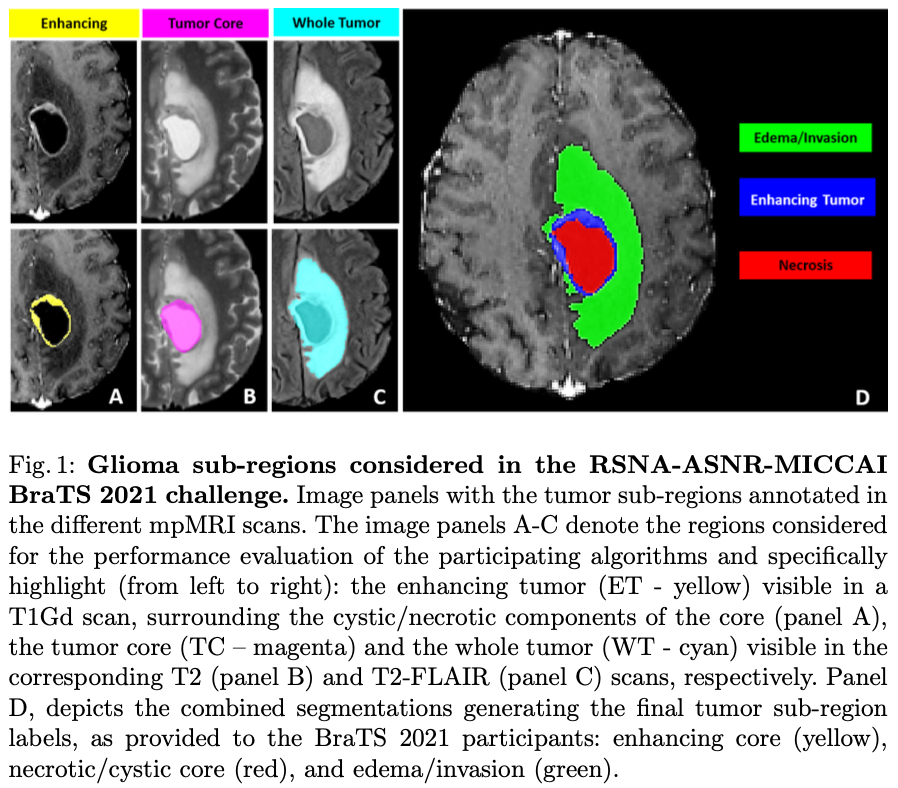 Enhancing
Tumor Core
Whole Tumor
A
B
C
Edema/Invasion
Enhancing Tumor
Necrosis
D
Fig. 1: Glioma sub-regions considered in the RSNA-ASNR-MICCAI
BraTS 2021 challenge. Image panels with the tumor sub-regions annotated in
the different mpMRI scans. The image panels A-C denote the regions considered
for the performance evaluation of the participating algorithms and specifically
highlight (from left to right): the enhancing tumor (ET - yellow) visible in a
T1Gd scan, surrounding the cystic/necrotic components of the core (panel A),
the tumor core (TC – magenta) and the whole tumor (WT - cyan) visible in the
corresponding T2 (panel B) and T2-FLAIR (panel C) scans, respectively. Panel
D, depicts the combined segmentations generating the final tumor sub-region
labels, as provided to the BraTS 2021 participants: enhancing core (yellow),
necrotic/cystic core (red), and edema/invasion (green).